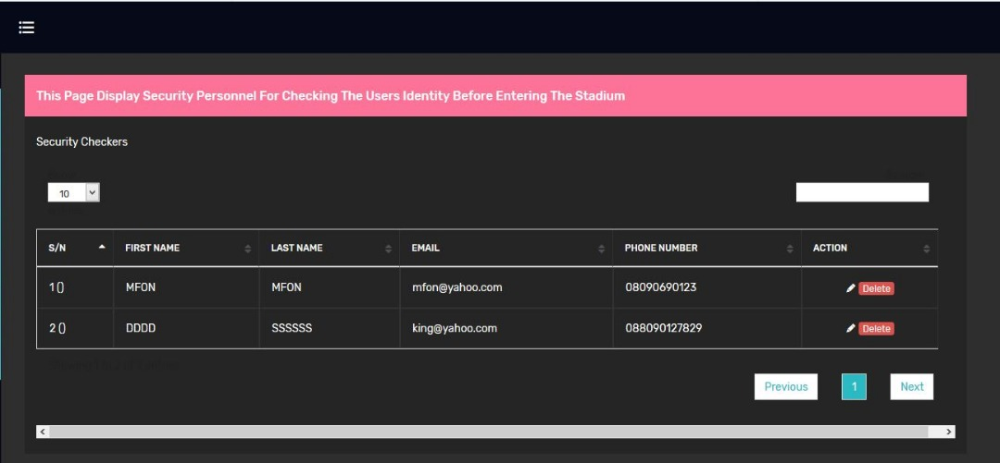 This Page Display Security Personnel For Checking The Users Identity Before Entering The Stadium
Security Checkers
10
S/N FIRST NAME LAST NAME EMAIL PHONE NUMBER ACTION
1 () MFON MFON mfon@yahoo.com 08090690123 Delete
2 () DDDD SSSSSS king@yahoo.com 088090127829 Delete
Previous 1 Next